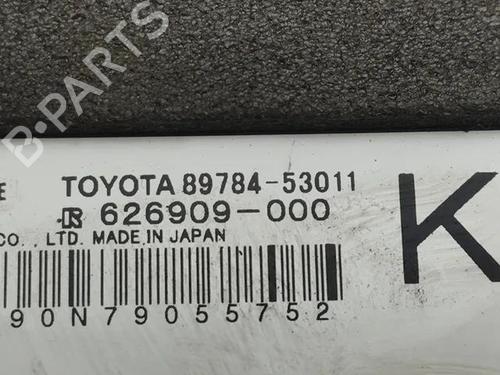 B-PARTS
E TOYOTA 89784-53011
626909-000
CO., LTD. MADE IN JAPAN
K
90N79055752